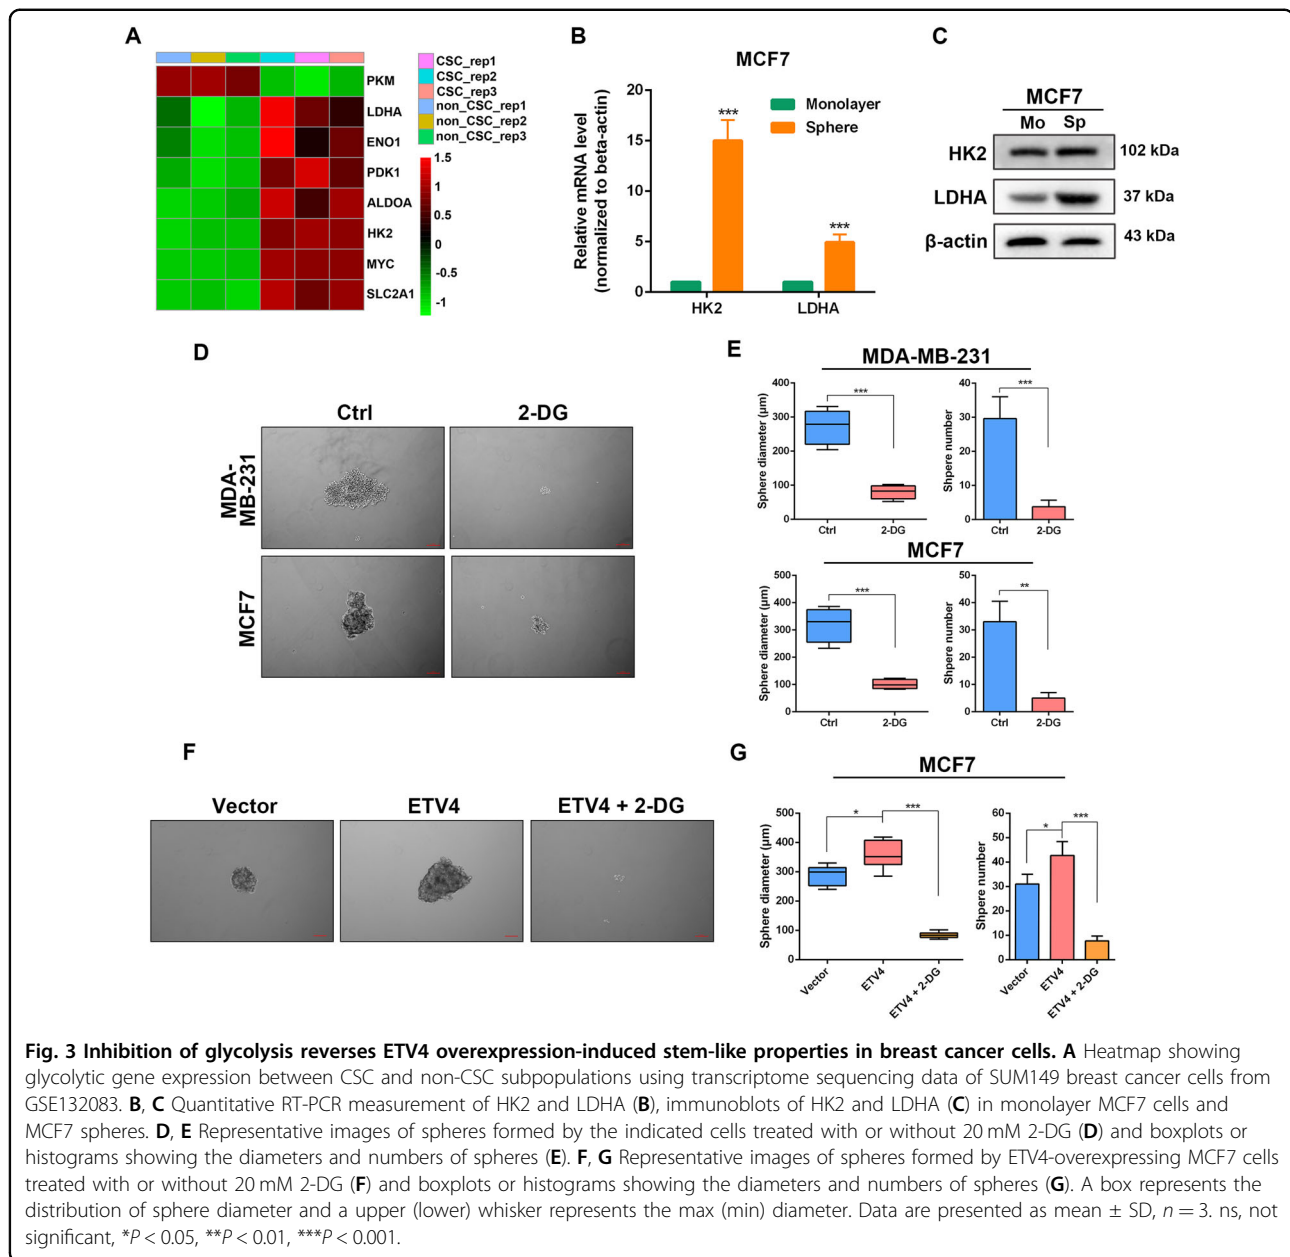 A
PKM
LDHA
ENO1
PDK1
ALDOA
HK2
MYC
SLC2A1
CSC_rep1
CSC_rep2
CSC_rep3
non_CSC_rep1
non_CSC_rep2
non_CSC_rep3
1.5
1
0.5
0
-0.5
-1
B
MCF7
Relative mRNA level
(normalized to beta-actin)
20
15
10
5
0
***
***
Monolayer
Sphere
HK2
LDHA
C
MCF7
Mo Sp
HK2 102 kDa
LDHA 37 kDa
β-actin 43 kDa
D
Ctrl 2-DG
MDA-
MB-231
MCF7
E
MDA-MB-231
Sphere diameter (μm)
400
300
200
100
0
***
Ctrl 2-DG
Shpere number
40
30
20
10
0
***
Ctrl 2-DG
MCF7
Sphere diameter (μm)
500
400
300
200
100
0
***
Ctrl 2-DG
Shpere number
50
40
30
20
10
0
**
Ctrl 2-DG
F
Vector ETV4 ETV4 + 2-DG
G
MCF7
Sphere diameter (μm)
500
400
300
200
100
0
* ***
Vector ETV4 ETV4 + 2-DG
Shpere number
60
50
40
30
20
10
0
* ***
Vector ETV4 ETV4 + 2-DG
Fig. 3 Inhibition of glycolysis reverses ETV4 overexpression-induced stem-like properties in breast cancer cells. A Heatmap showing
glycolytic gene expression between CSC and non-CSC subpopulations using transcriptome sequencing data of SUM149 breast cancer cells from
GSE132083. B, C Quantitative RT-PCR measurement of HK2 and LDHA (B), immunoblots of HK2 and LDHA (C) in monolayer MCF7 cells and
MCF7 spheres. D, E Representative images of spheres formed by the indicated cells treated with or without 20 mM 2-DG (D) and boxplots or
histograms showing the diameters and numbers of spheres (E). F, G Representative images of spheres formed by ETV4-overexpressing MCF7 cells
treated with or without 20 mM 2-DG (F) and boxplots or histograms showing the diameters and numbers of spheres (G). A box represents the
distribution of sphere diameter and a upper (lower) whisker represents the max (min) diameter. Data are presented as mean ± SD, n = 3. ns, not
significant, *P < 0.05, **P < 0.01, ***P < 0.001.